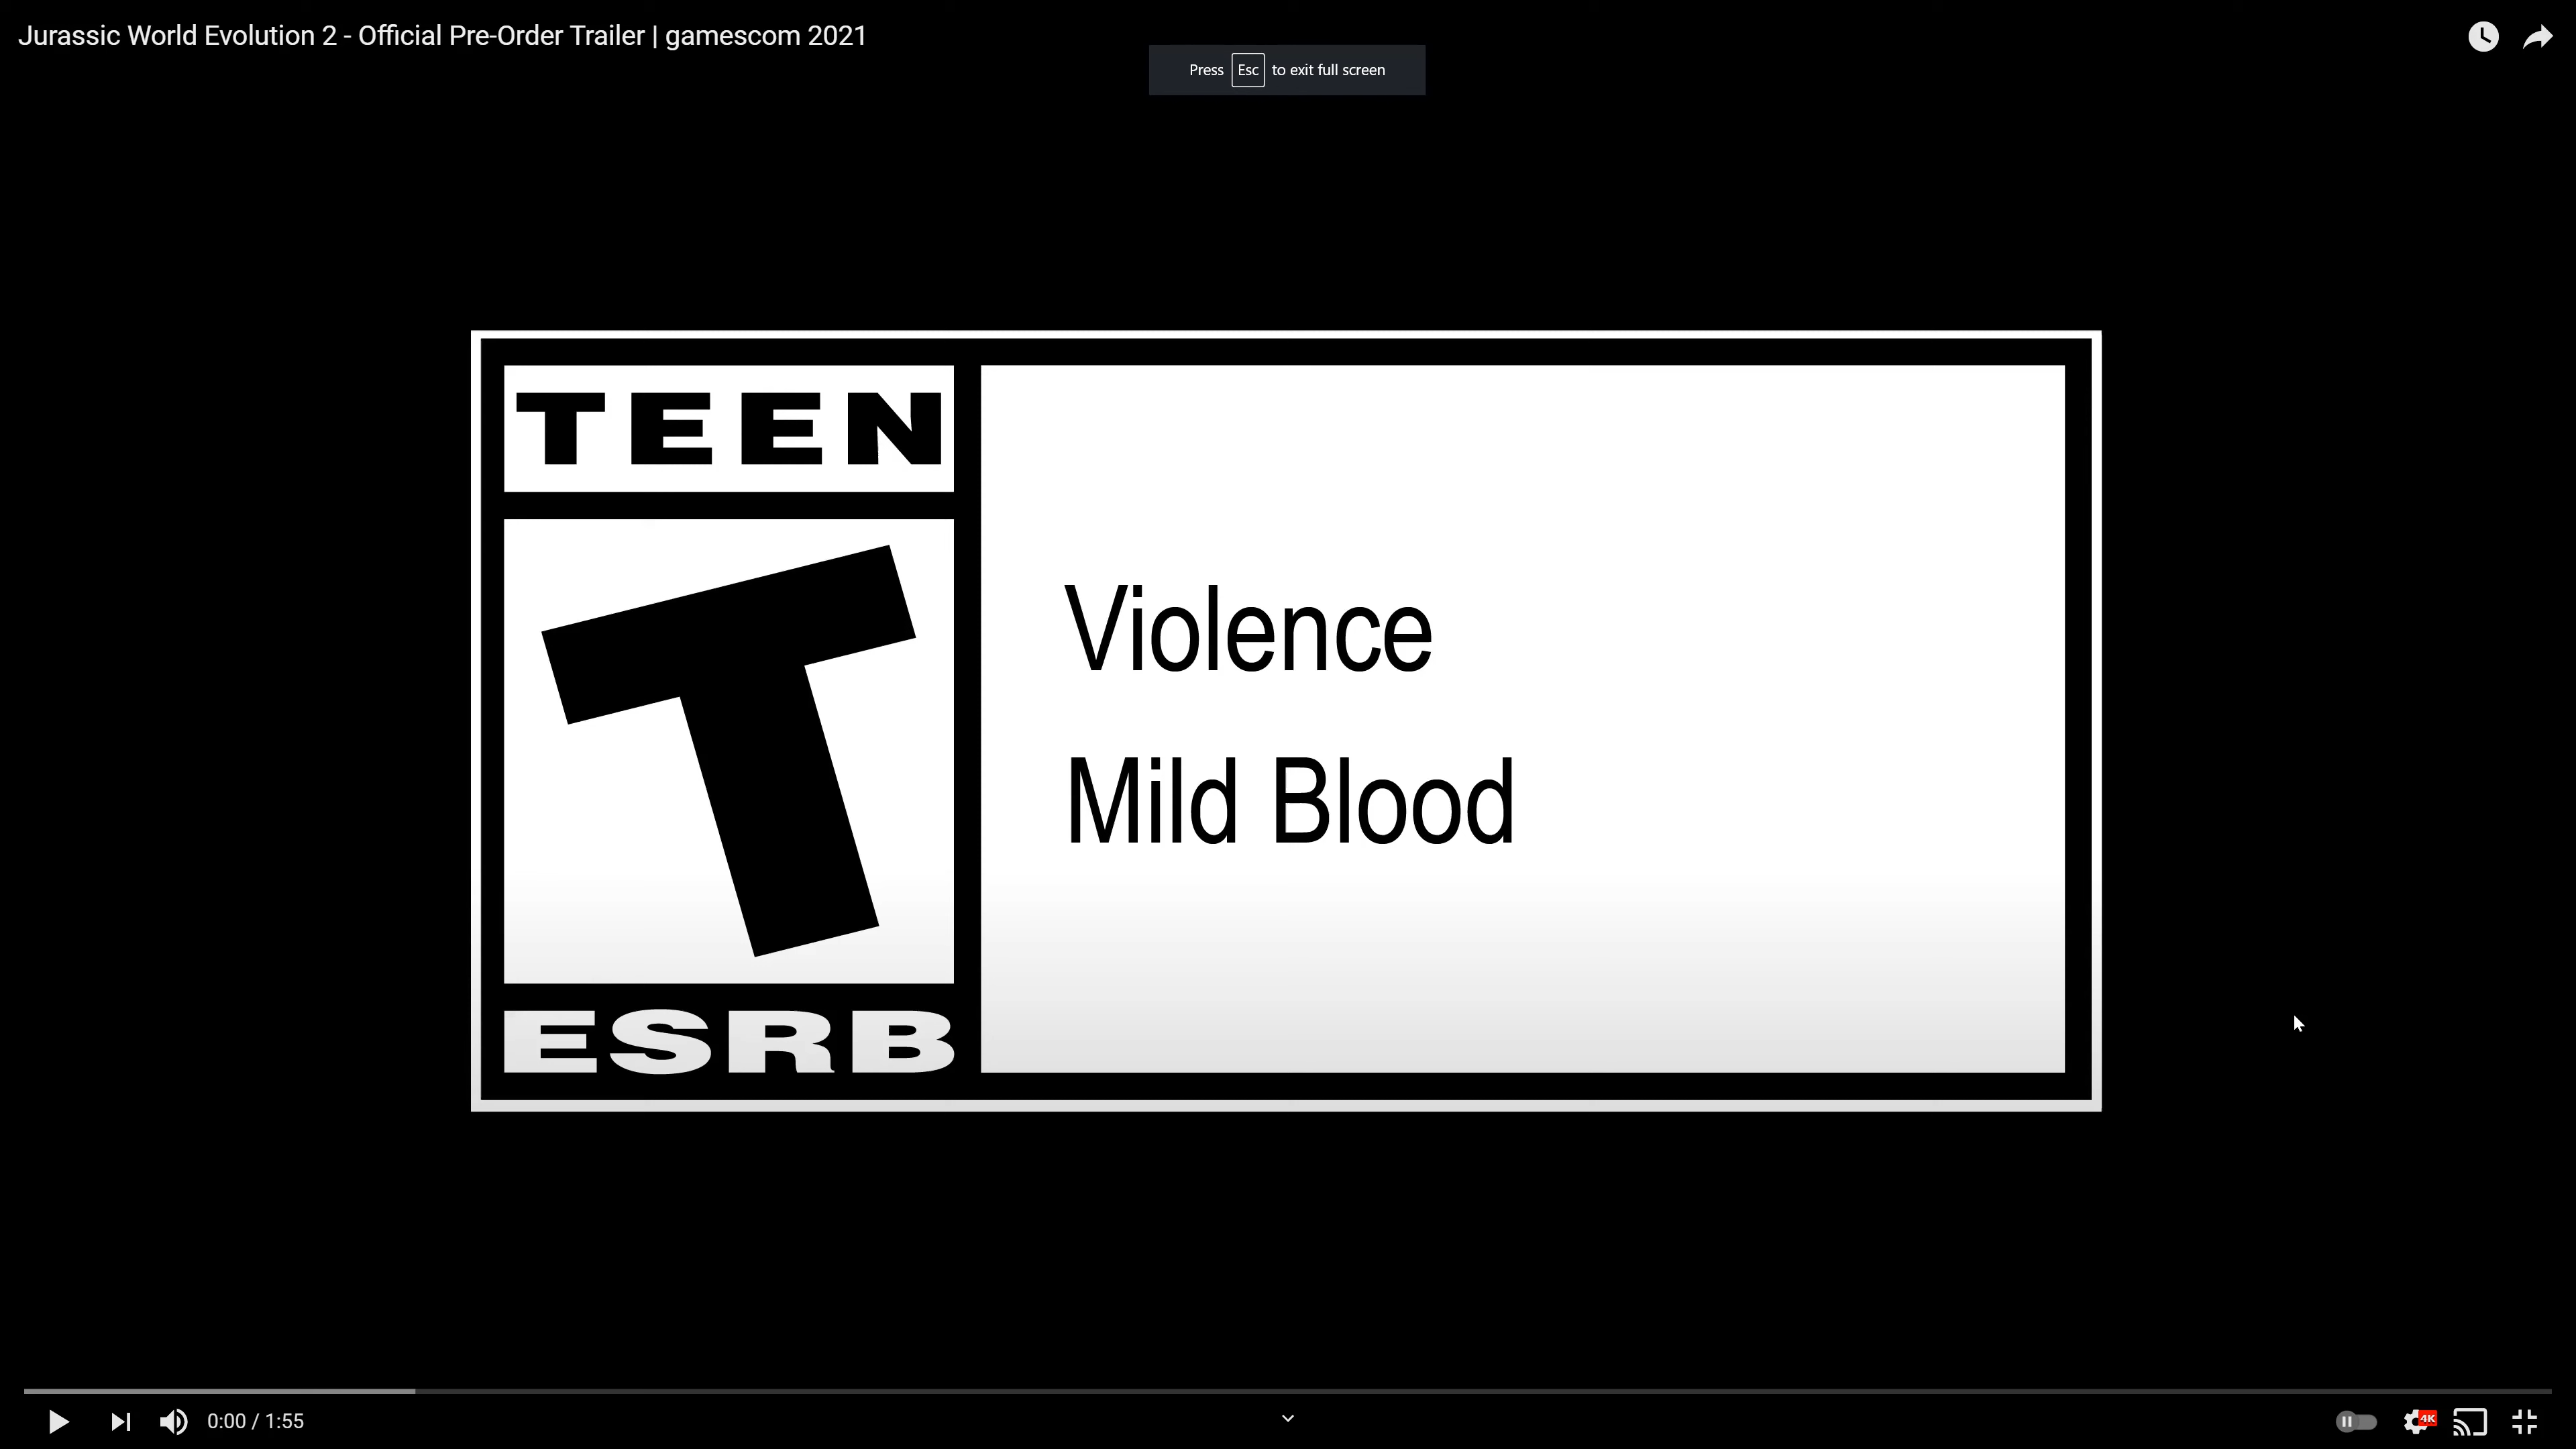 Jurassic World Evolution 2 - Official Pre-Order Trailer | gamescom 2021
Press Esc to exit full screen
TEEN
T
ESRB
Violence
Mild Blood
0:00 / 1:55
4K